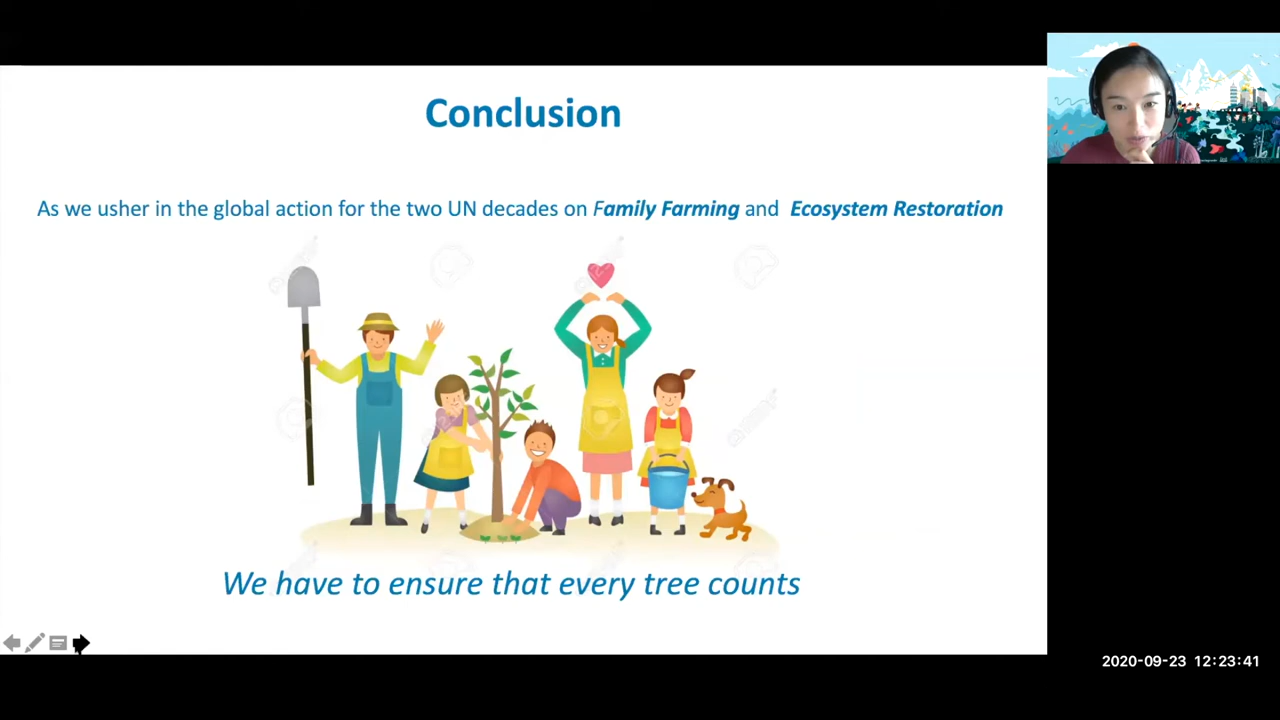 Conclusion
As we usher in the global action for the two UN decades on Family Farming and Ecosystem Restoration
We have to ensure that every tree counts
2020-09-23 12:23:41